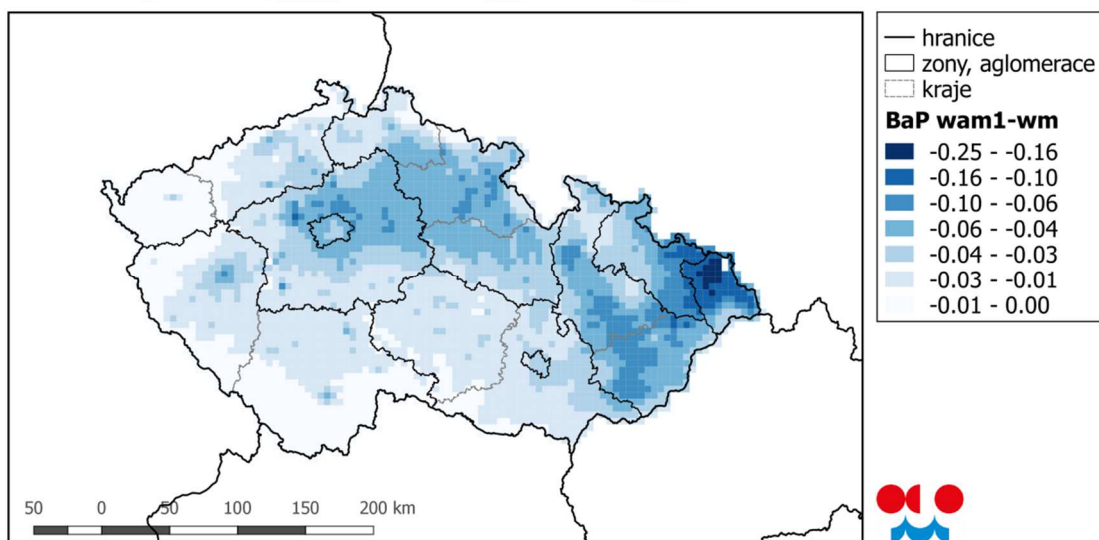 hranice
zony, aglomerace
kraje
BaP wam1-wm
-0.25 - -0.16
-0.16 - -0.10
-0.10 - -0.06
-0.06 - -0.04
-0.04 - -0.03
-0.03 - -0.01
-0.01 - 0.00
50 0 50 100 150 200 km